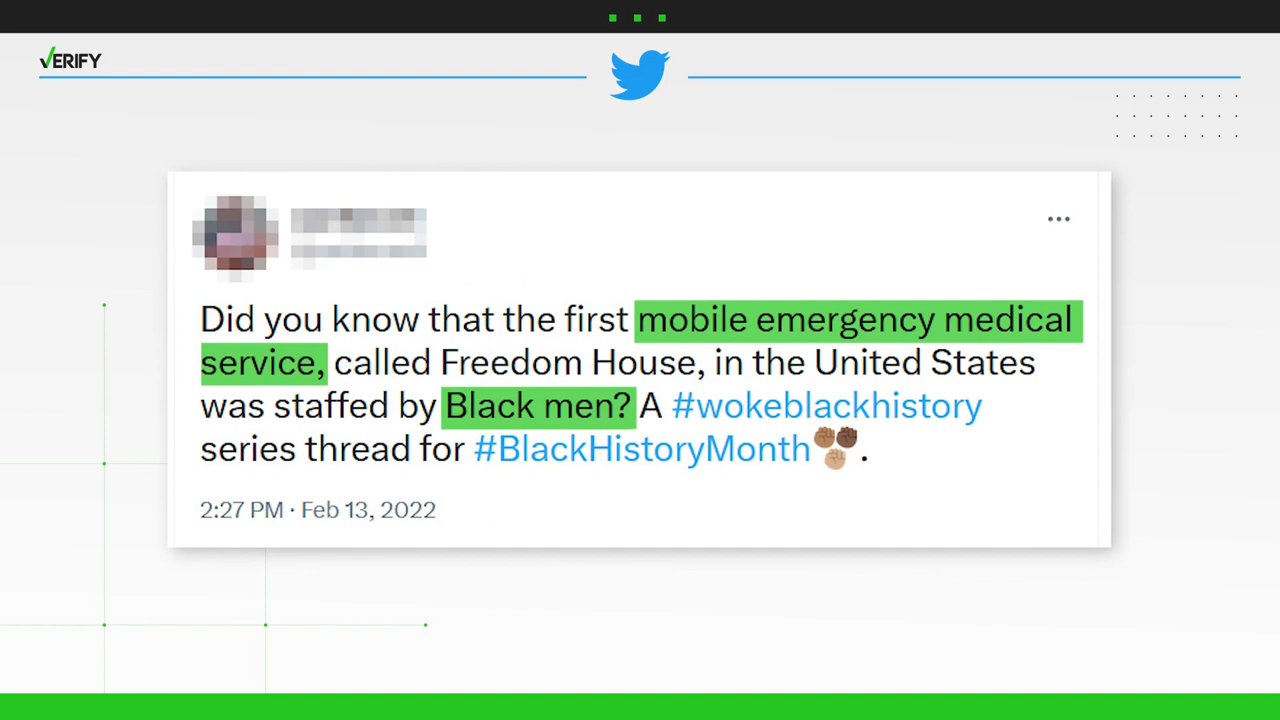 VERIFY
Did you know that the first mobile emergency medical
service, called Freedom House, in the United States
was staffed by Black men? A #wokeblackhistory
series thread for #BlackHistoryMonth✊🏽✊🏿✊🏼.
2:27 PM · Feb 13, 2022